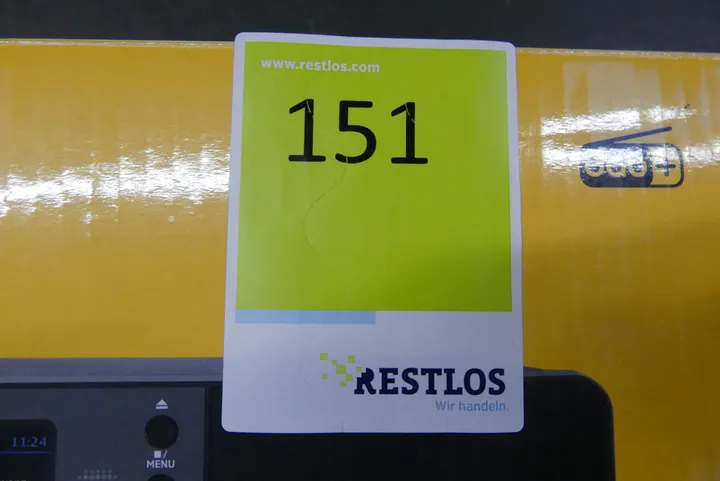 www.restlos.com
151
RESTLOS
Wir handeln.
11:24
MENU